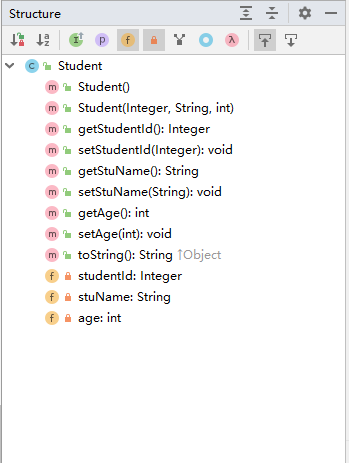 Structure
Student
Student()
Student(Integer, String, int)
getStudentId(): Integer
setStudentId(Integer): void
getStuName(): String
setStuName(String): void
getAge(): int
setAge(int): void
toString(): String ↑Object
studentId: Integer
stuName: String
age: int